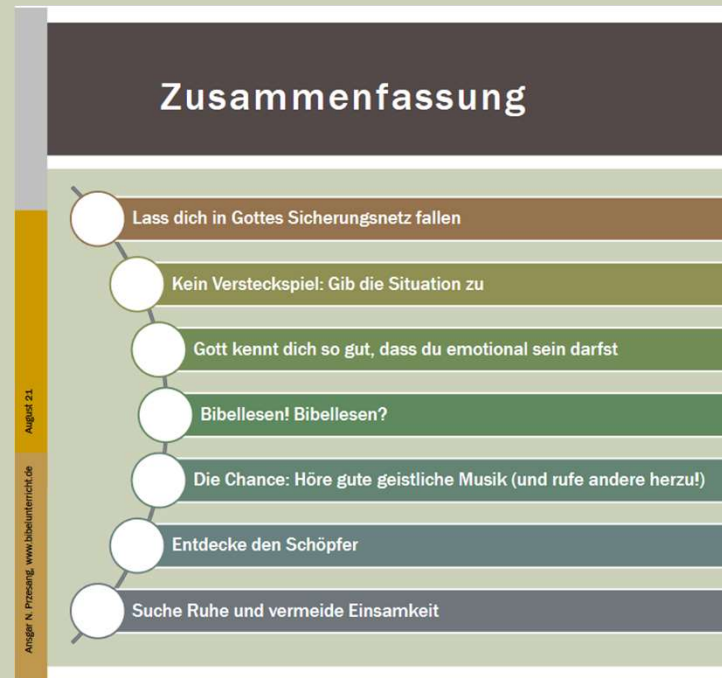 Zusammenfassung
Lass dich in Gottes Sicherungsnetz fallen
Kein Versteckspiel: Gib die Situation zu
Gott kennt dich so gut, dass du emotional sein darfst
Bibellesen! Bibellesen?
Die Chance: Höre gute geistliche Musik (und rufe andere herzu!)
Entdecke den Schöpfer
Suche Ruhe und vermeide Einsamkeit
August 21
Ansgar N. Przesang, www.bibelunterricht.de